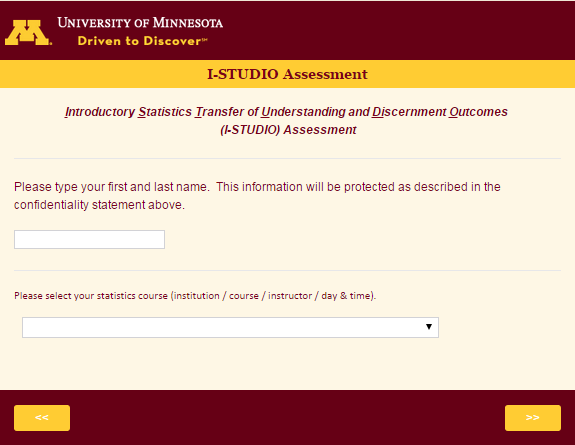 UNIVERSITY OF MINNESOTA
Driven to Discover℠
I-STUDIO Assessment
Introductory Statistics Transfer of Understanding and Discernment Outcomes
(I-STUDIO) Assessment
Please type your first and last name.  This information will be protected as described in the
confidentiality statement above.
Please select your statistics course (institution / course / instructor / day & time).
<<
>>